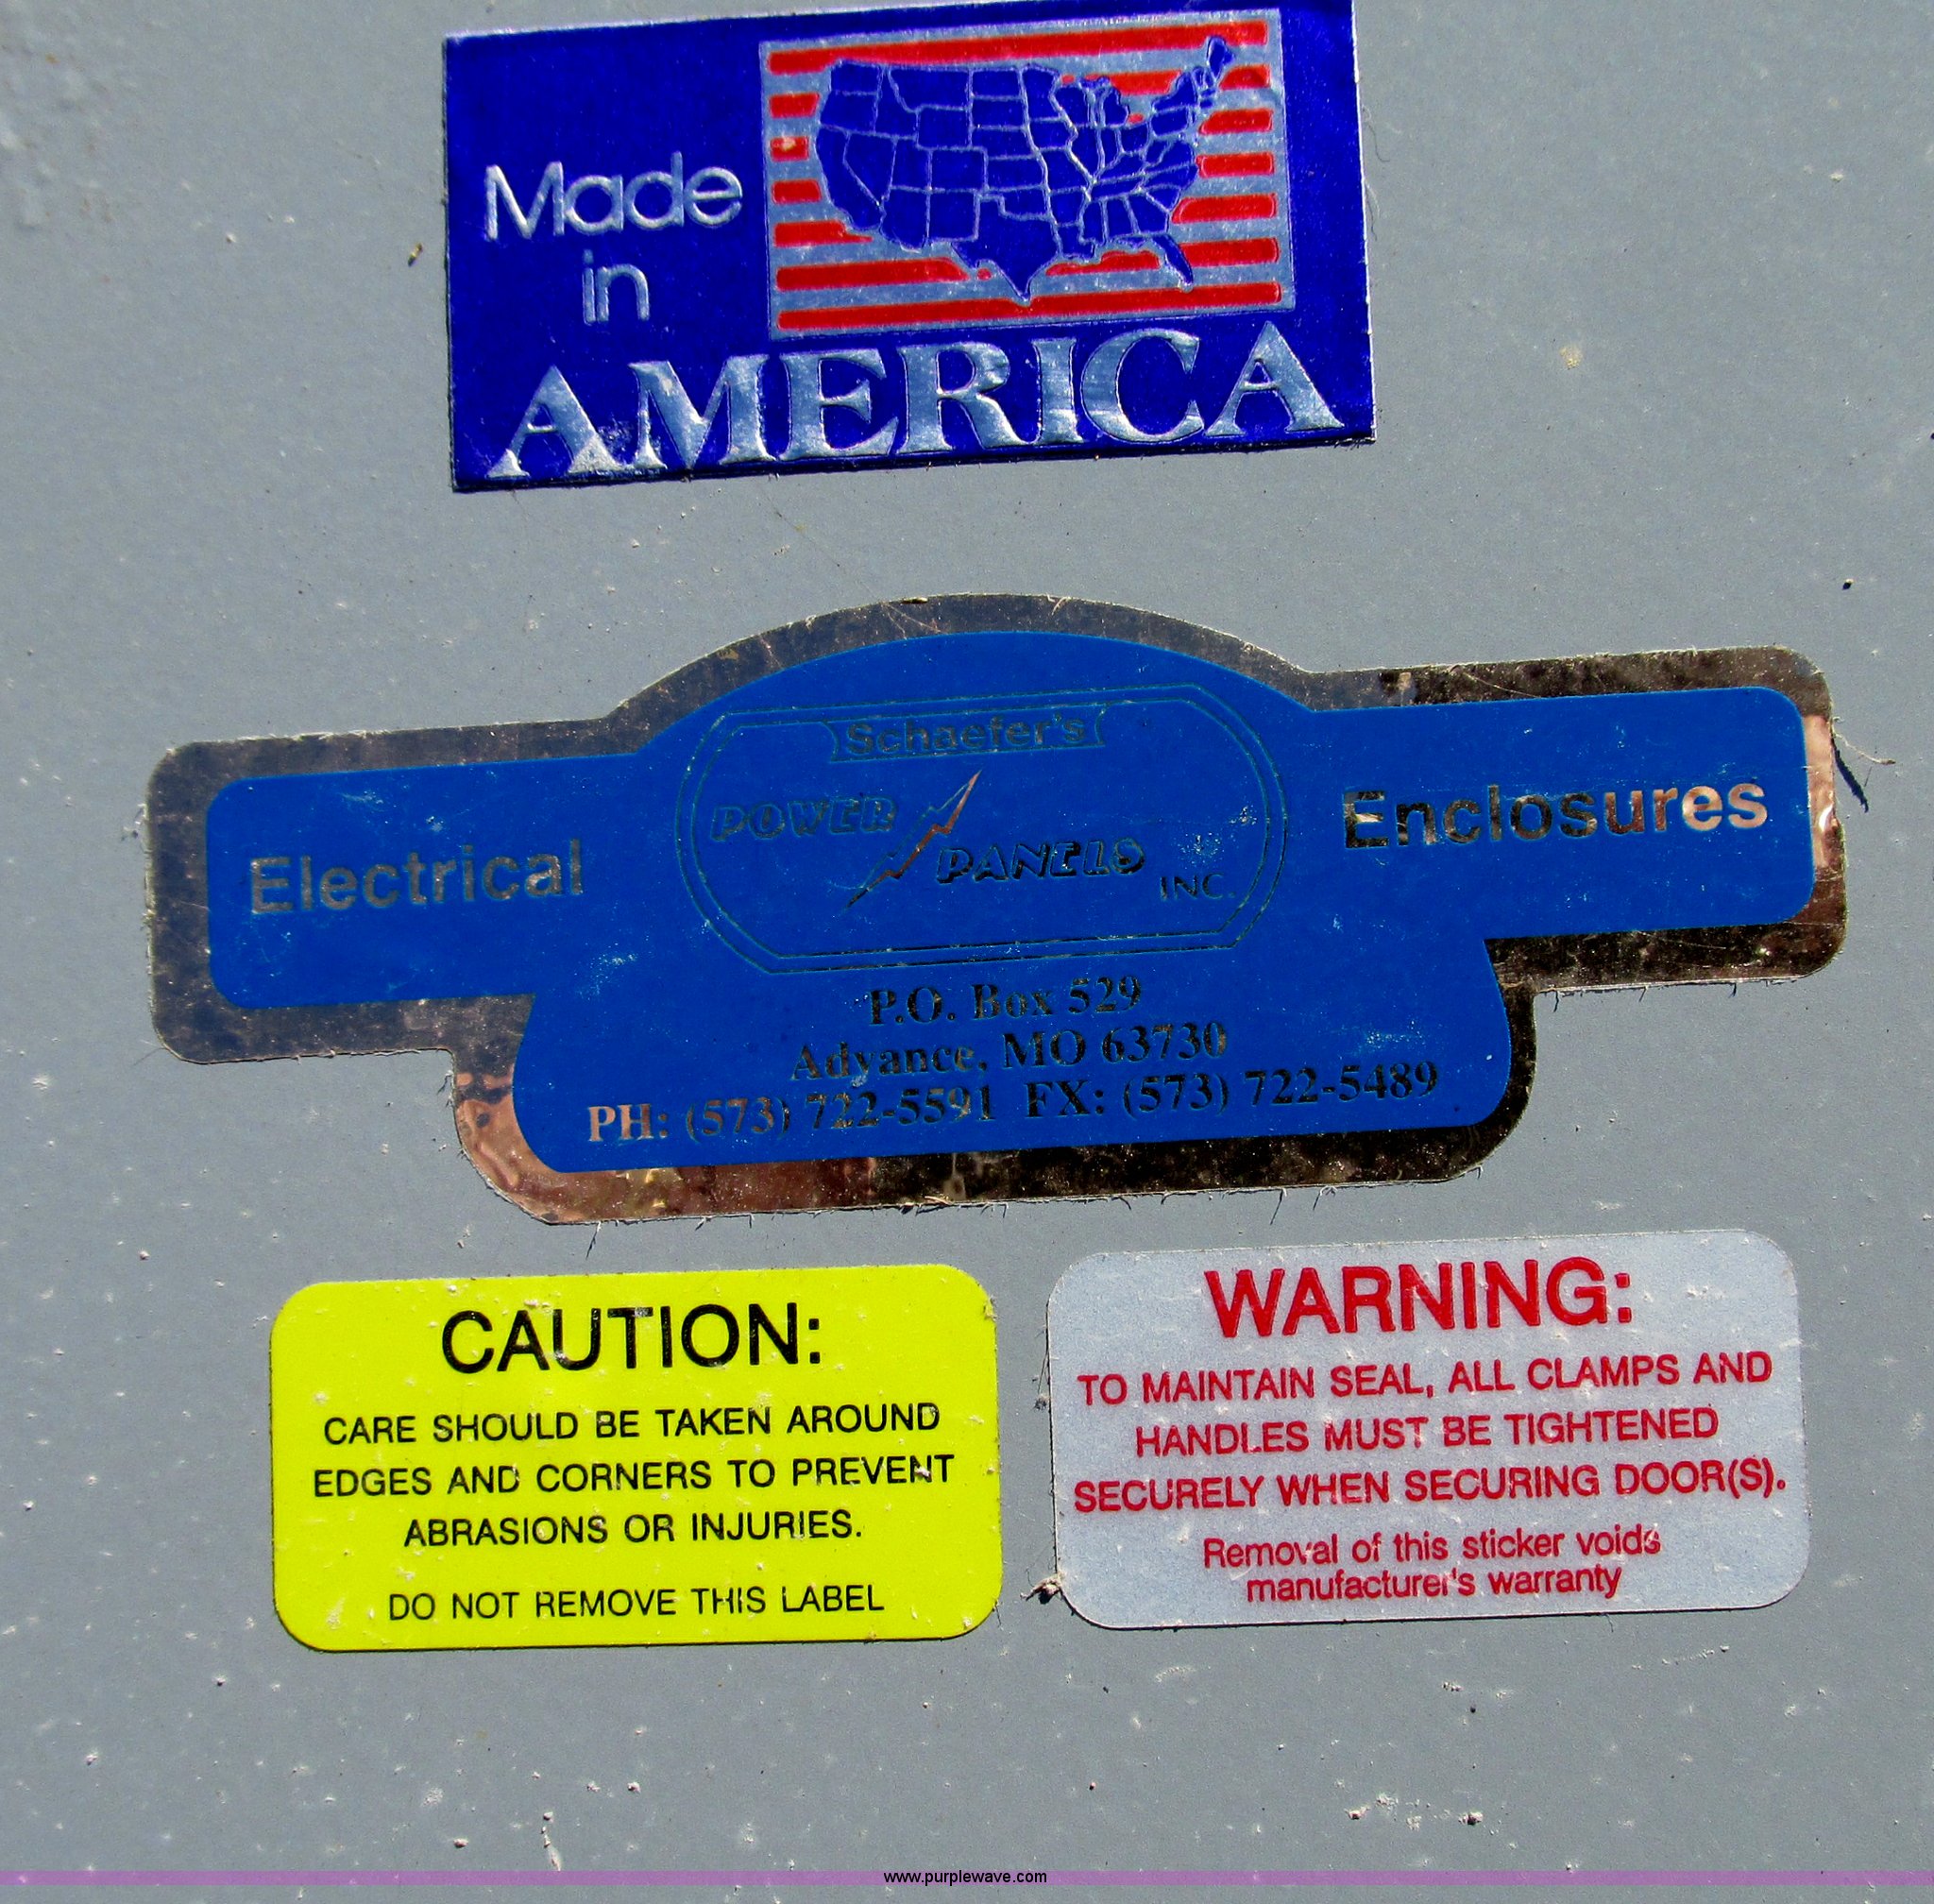 Made
in
AMERICA
Schaefer's
POWER
PANELS
INC.
Electrical
Enclosures
P.O. Box 529
Advance, MO 63730
PH: (573) 722-5591 FX: (573) 722-5489
CAUTION:
CARE SHOULD BE TAKEN AROUND
EDGES AND CORNERS TO PREVENT
ABRASIONS OR INJURIES.
DO NOT REMOVE THIS LABEL
WARNING:
TO MAINTAIN SEAL, ALL CLAMPS AND
HANDLES MUST BE TIGHTENED
SECURELY WHEN SECURING DOOR(S).
Removal of this sticker voids
manufacturer's warranty
www.purplewave.com